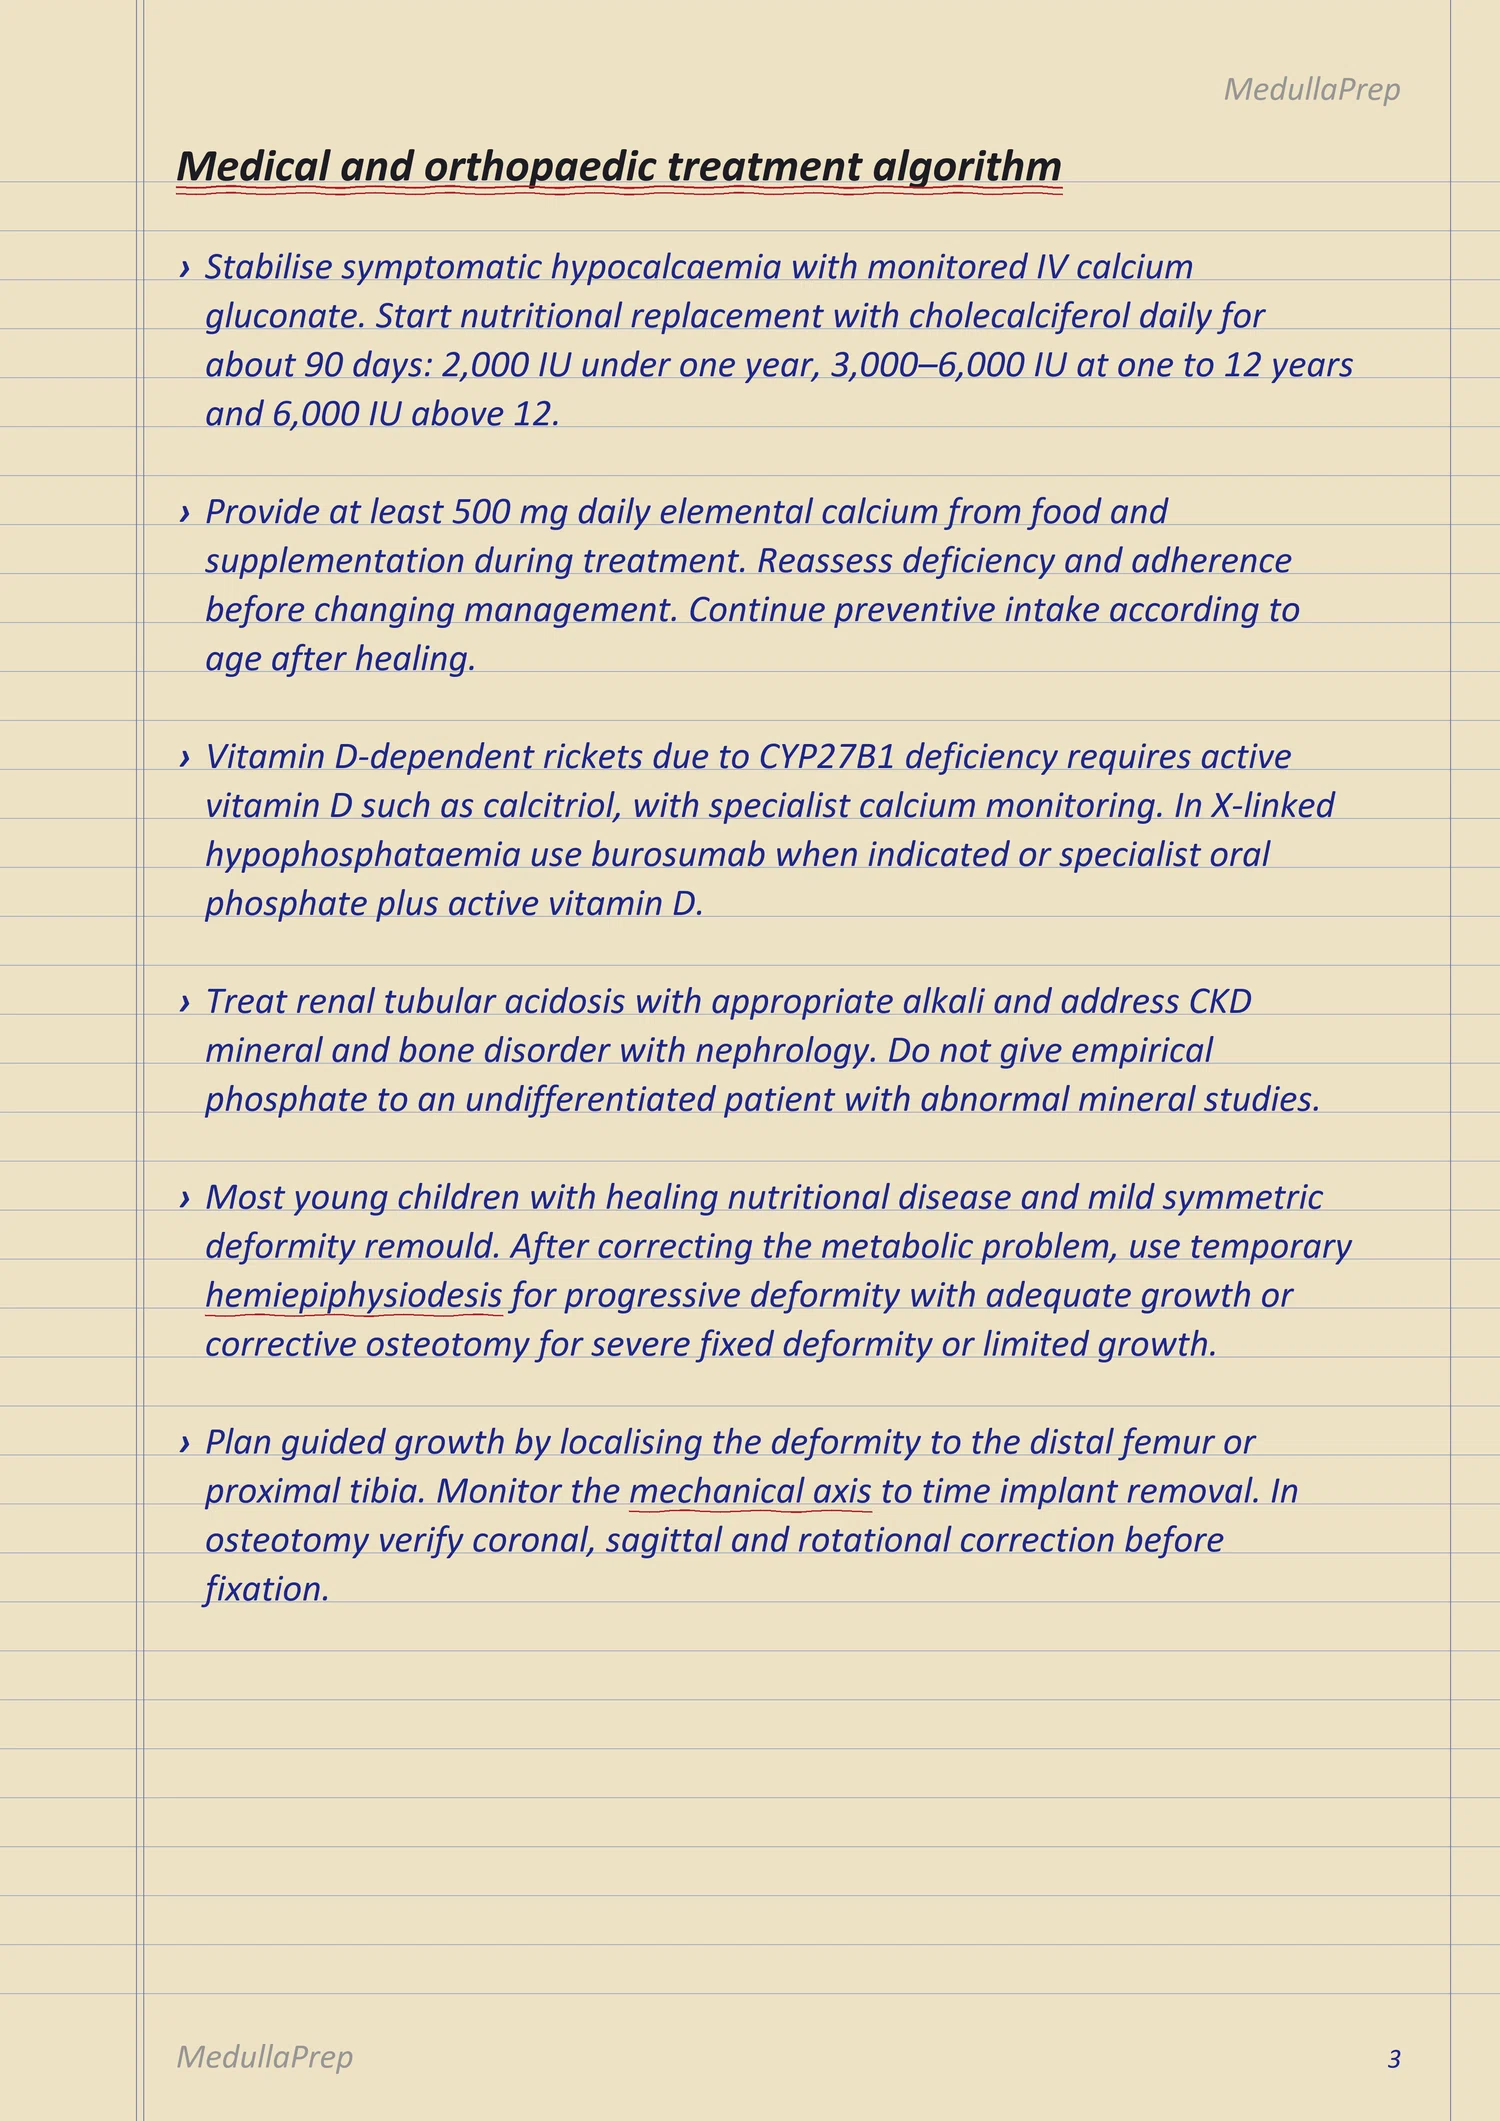 MedullaPrep
Medical and orthopaedic treatment algorithm
› Stabilise symptomatic hypocalcaemia with monitored IV calcium
gluconate. Start nutritional replacement with cholecalciferol daily for
about 90 days: 2,000 IU under one year, 3,000–6,000 IU at one to 12 years
and 6,000 IU above 12.
› Provide at least 500 mg daily elemental calcium from food and
supplementation during treatment. Reassess deficiency and adherence
before changing management. Continue preventive intake according to
age after healing.
› Vitamin D-dependent rickets due to CYP27B1 deficiency requires active
vitamin D such as calcitriol, with specialist calcium monitoring. In X-linked
hypophosphataemia use burosumab when indicated or specialist oral
phosphate plus active vitamin D.
› Treat renal tubular acidosis with appropriate alkali and address CKD
mineral and bone disorder with nephrology. Do not give empirical
phosphate to an undifferentiated patient with abnormal mineral studies.
› Most young children with healing nutritional disease and mild symmetric
deformity remould. After correcting the metabolic problem, use temporary
hemiepiphysiodesis for progressive deformity with adequate growth or
corrective osteotomy for severe fixed deformity or limited growth.
› Plan guided growth by localising the deformity to the distal femur or
proximal tibia. Monitor the mechanical axis to time implant removal. In
osteotomy verify coronal, sagittal and rotational correction before
fixation.
MedullaPrep
3